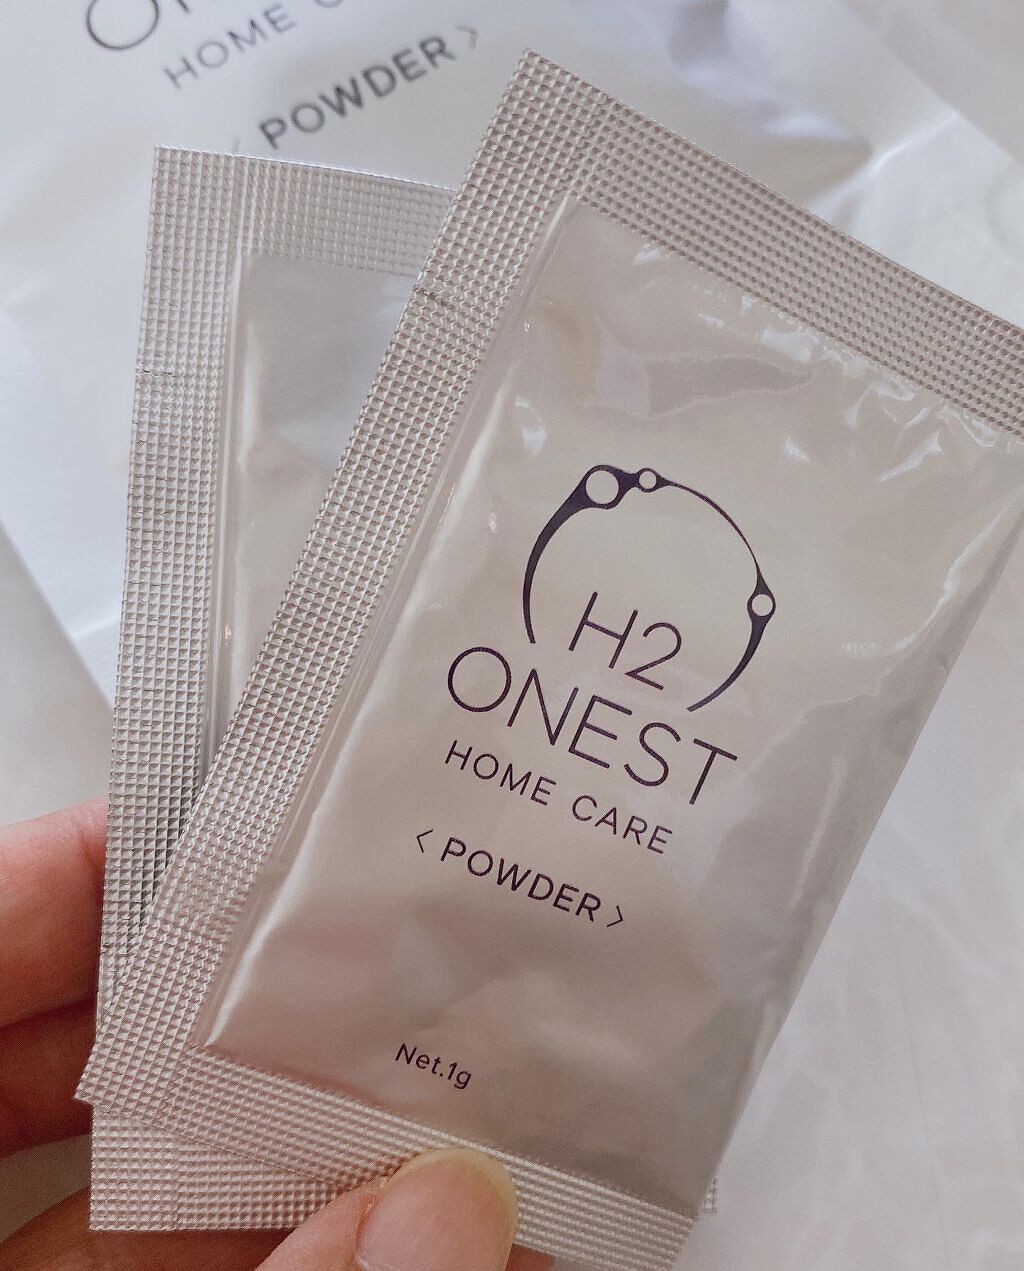 HOME C
< POWDER >
H2
ONEST
HOME CARE
< POWDER >
Net.1g